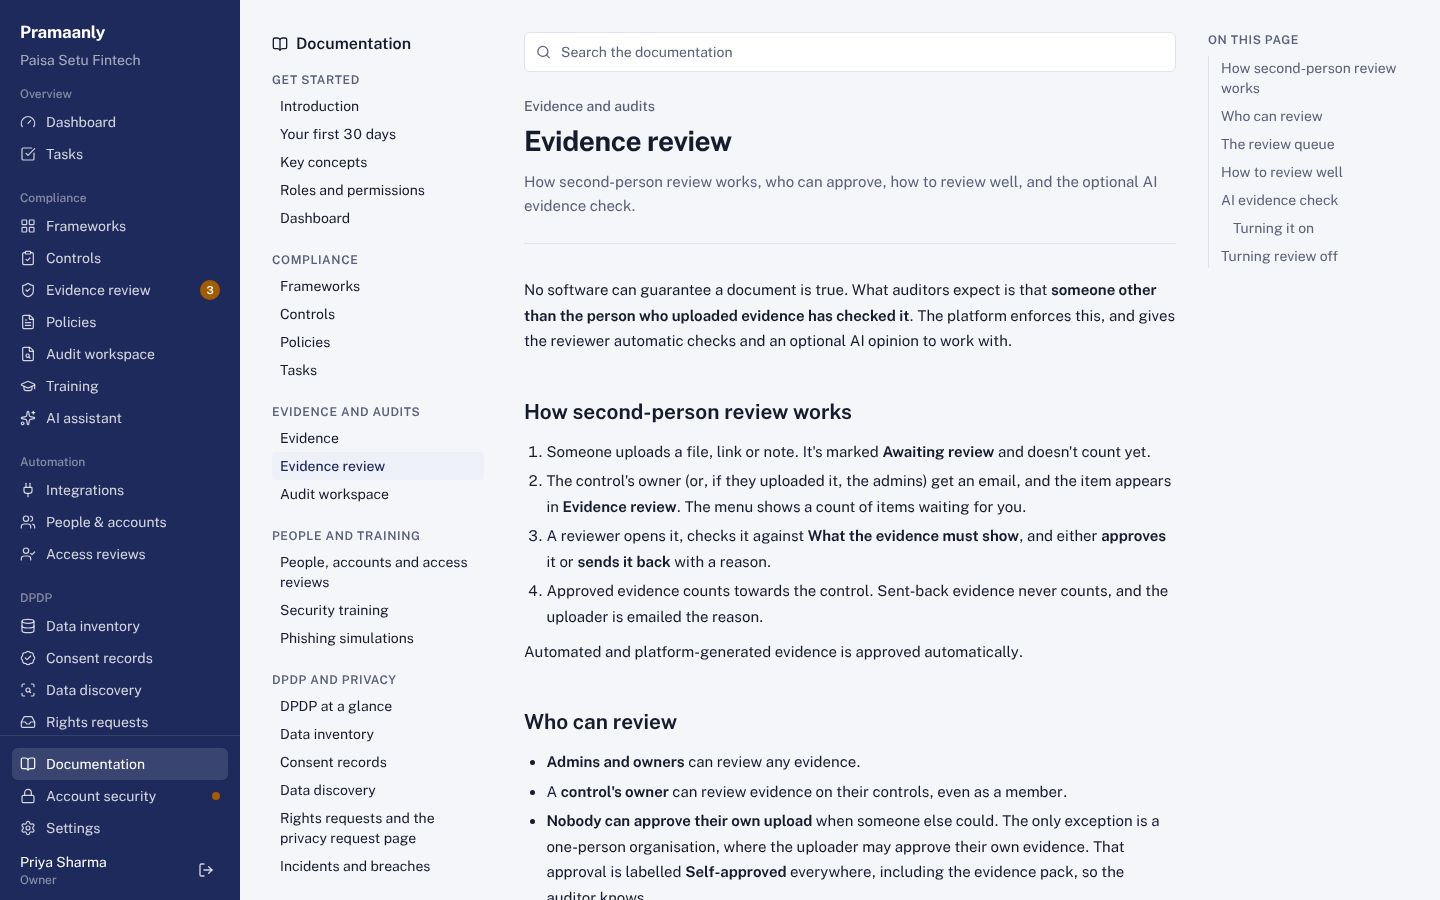 Pramaanly
Paisa Setu Fintech
Overview
Dashboard
Tasks
Compliance
Frameworks
Controls
Evidence review 3
Policies
Audit workspace
Training
AI assistant
Automation
Integrations
People & accounts
Access reviews
DPDP
Data inventory
Consent records
Data discovery
Rights requests
Documentation
Account security
Settings
Priya Sharma
Owner
Documentation
GET STARTED
Introduction
Your first 30 days
Key concepts
Roles and permissions
Dashboard
COMPLIANCE
Frameworks
Controls
Policies
Tasks
EVIDENCE AND AUDITS
Evidence
Evidence review
Audit workspace
PEOPLE AND TRAINING
People, accounts and access
reviews
Security training
Phishing simulations
DPDP AND PRIVACY
DPDP at a glance
Data inventory
Consent records
Data discovery
Rights requests and the
privacy request page
Incidents and breaches
Search the documentation
Evidence and audits
Evidence review
How second-person review works, who can approve, how to review well, and the optional AI
evidence check.
No software can guarantee a document is true. What auditors expect is that someone other
than the person who uploaded evidence has checked it. The platform enforces this, and gives
the reviewer automatic checks and an optional AI opinion to work with.
How second-person review works
1. Someone uploads a file, link or note. It's marked Awaiting review and doesn't count yet.
2. The control's owner (or, if they uploaded it, the admins) get an email, and the item appears
in Evidence review. The menu shows a count of items waiting for you.
3. A reviewer opens it, checks it against What the evidence must show, and either approves
it or sends it back with a reason.
4. Approved evidence counts towards the control. Sent-back evidence never counts, and the
uploader is emailed the reason.
Automated and platform-generated evidence is approved automatically.
Who can review
• Admins and owners can review any evidence.
• A control's owner can review evidence on their controls, even as a member.
• Nobody can approve their own upload when someone else could. The only exception is a
one-person organisation, where the uploader may approve their own evidence. That
approval is labelled Self-approved everywhere, including the evidence pack, so the
auditor knows.
ON THIS PAGE
How second-person review
works
Who can review
The review queue
How to review well
AI evidence check
Turning it on
Turning review off